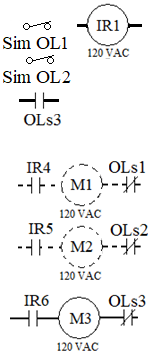 IR1
Sim OL1
120 VAC
Sim OL2
OLs3
IR4 M1 OLs1
120 VAC
IR5 M2 OLs2
120 VAC
IR6 M3 OLs3
120 VAC